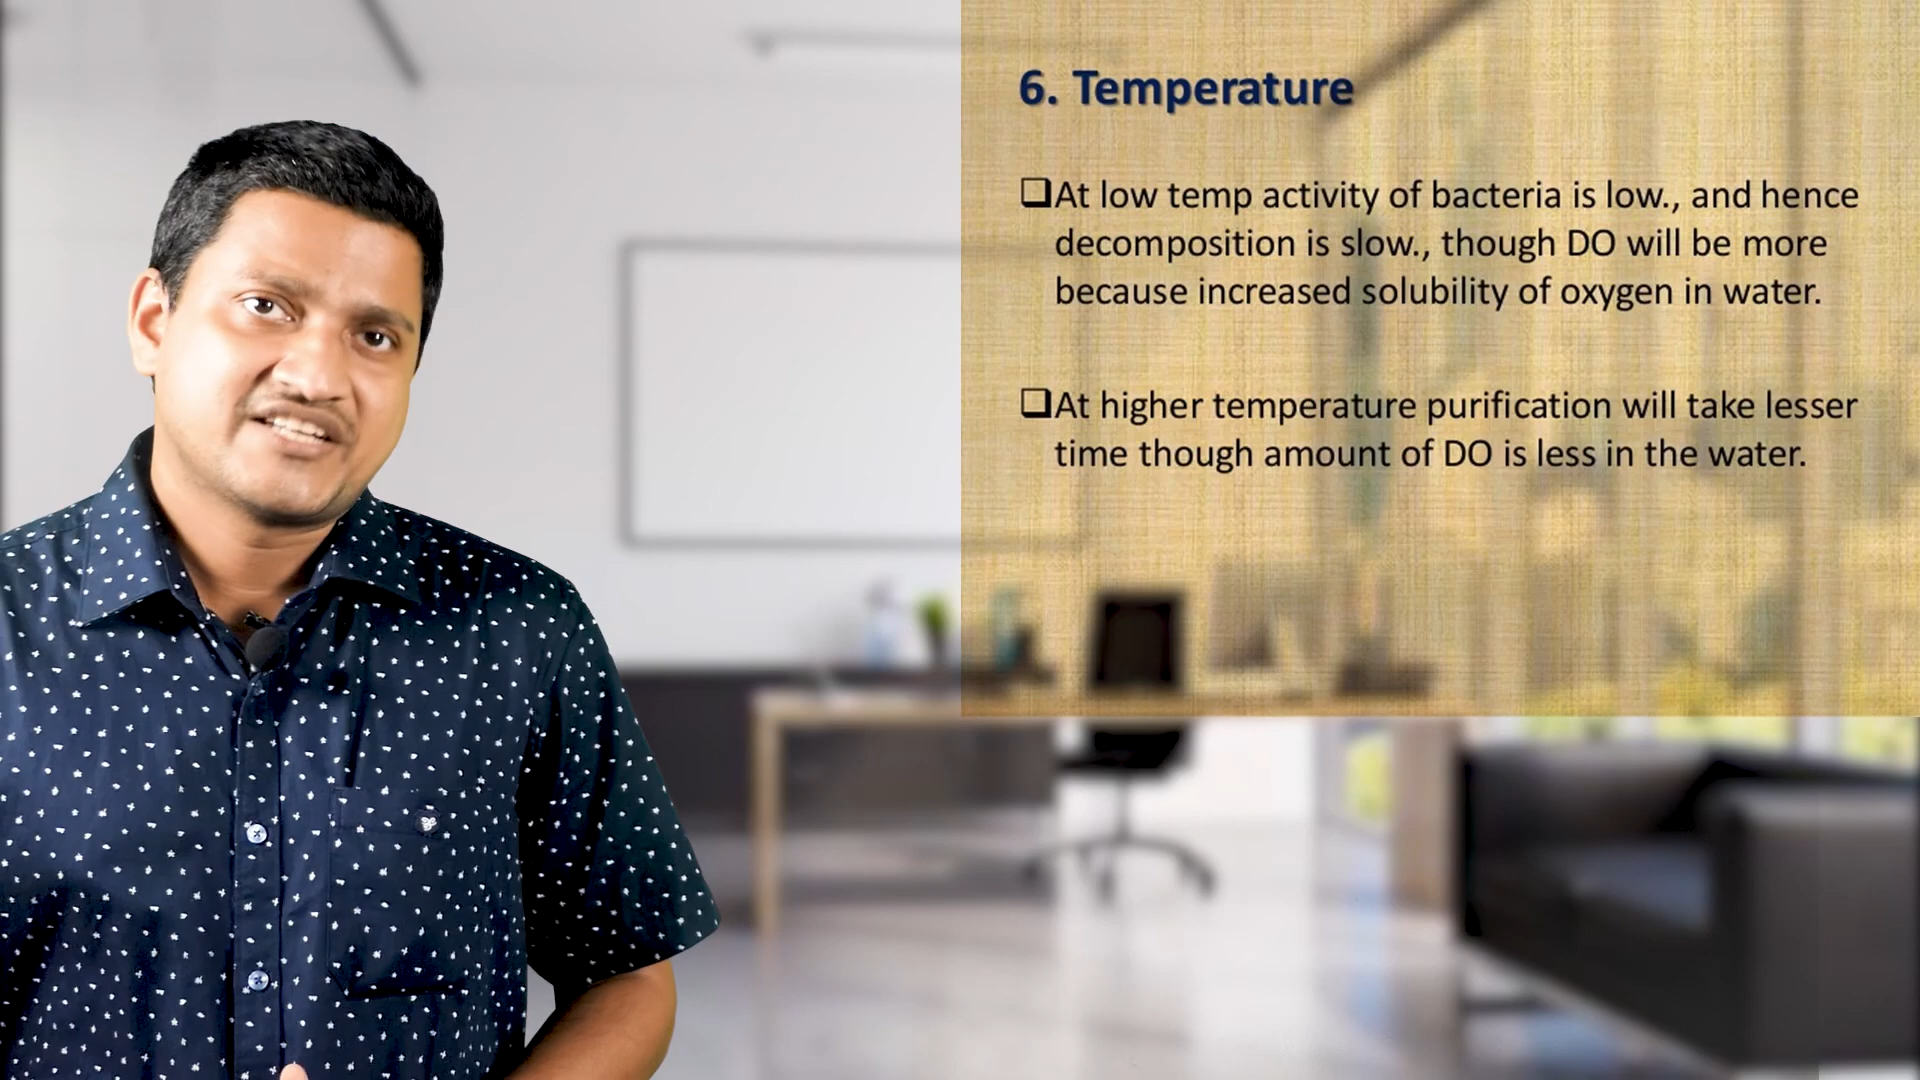 6. Temperature
❑At low temp activity of bacteria is low., and hence
decomposition is slow., though DO will be more
because increased solubility of oxygen in water.
❑At higher temperature purification will take lesser
time though amount of DO is less in the water.